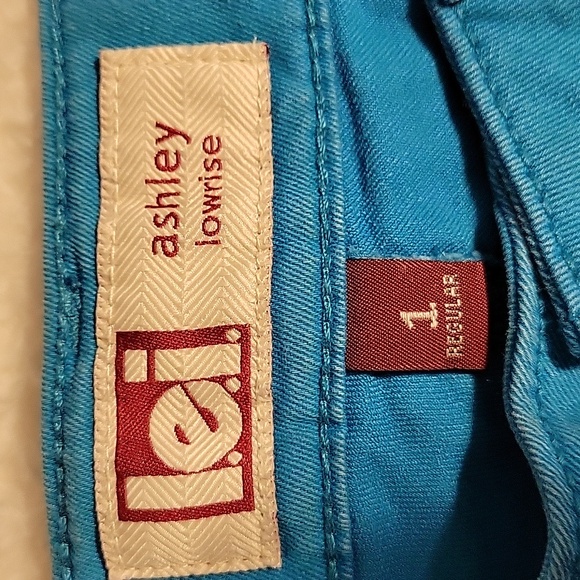 l.e.i.
ashley
lowrise
1
REGULAR